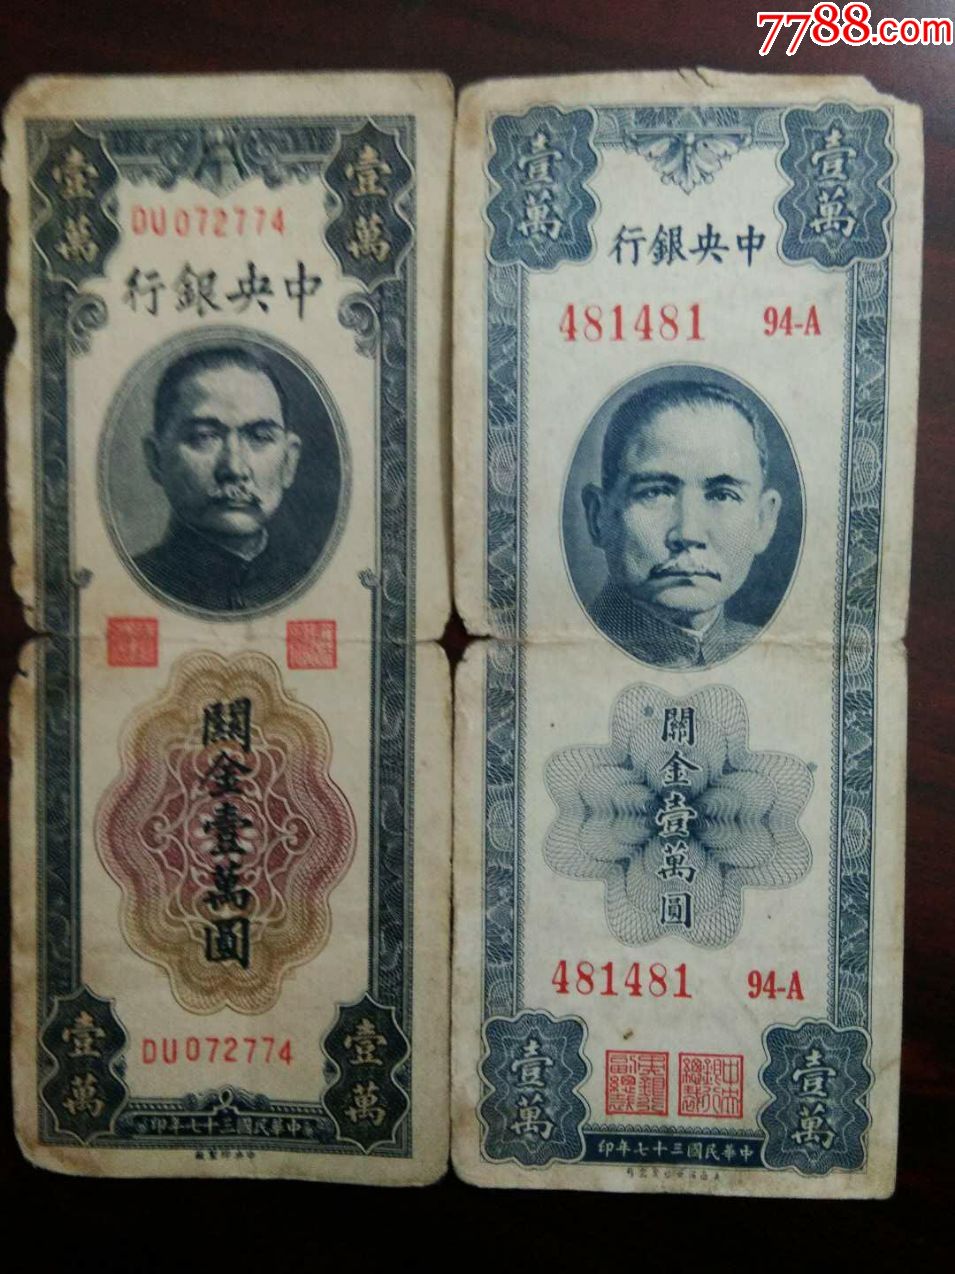 7788.com
壹萬
壹萬
DU072774
行銀央中
關金壹萬圓
DU072774
壹萬
壹萬
印年七十三國民華中
壹萬
壹萬
行銀央中
481481 94-A
關金壹萬圓
481481 94-A
壹萬
壹萬
印年七十三國民華中